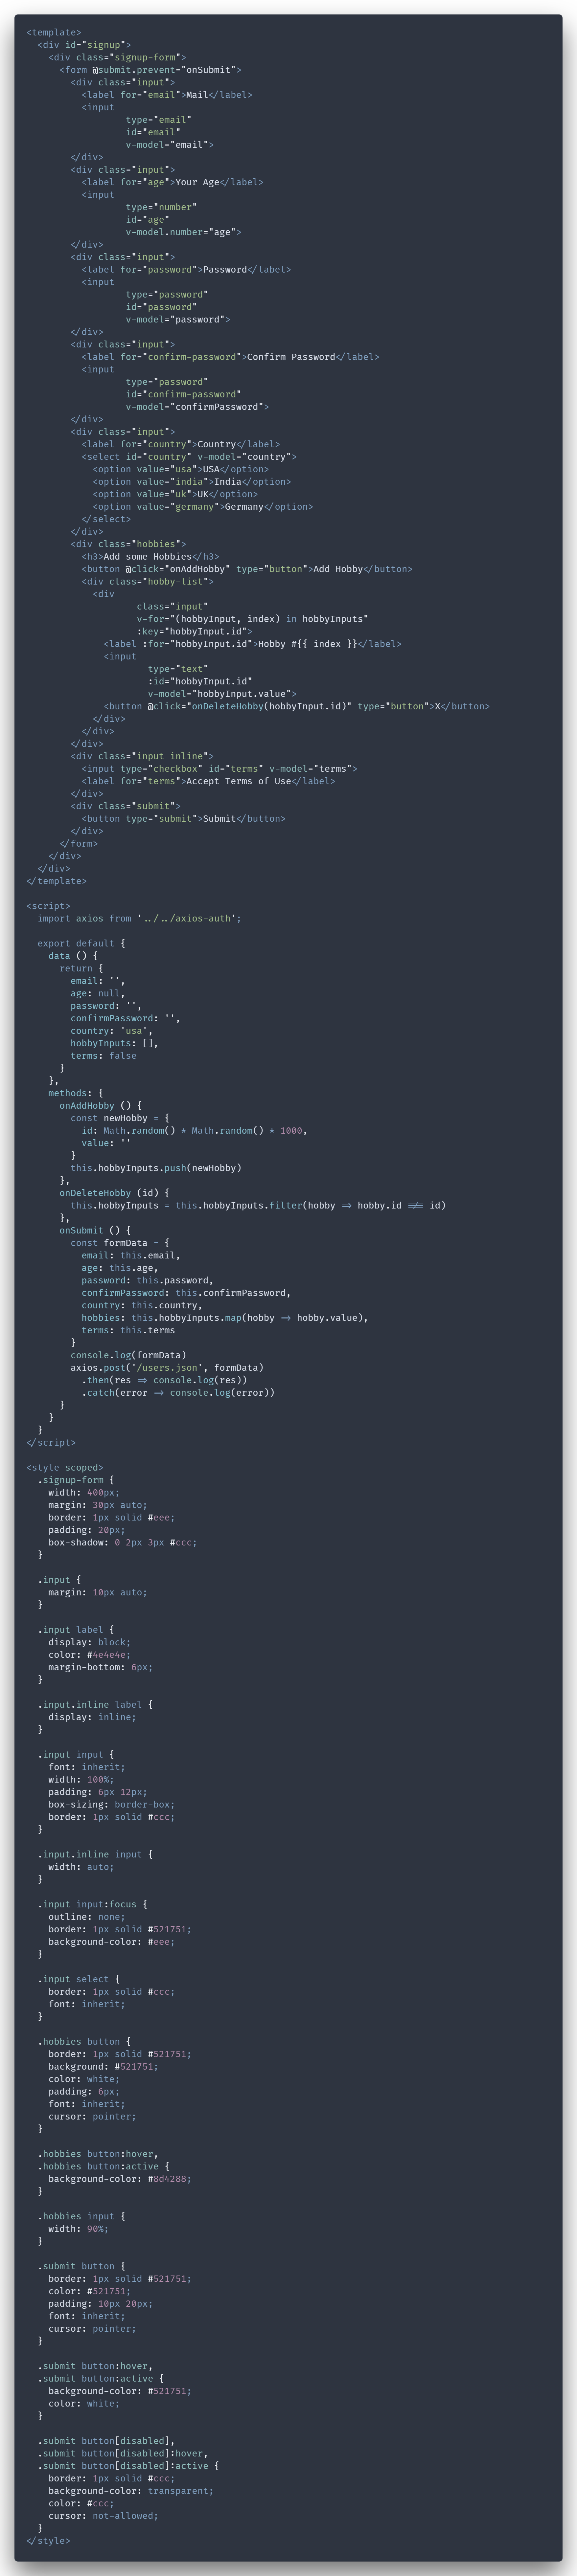 <template>
  <div id="signup">
    <div class="signup-form">
      <form @submit.prevent="onSubmit">
        <div class="input">
          <label for="email">Mail</label>
          <input
                  type="email"
                  id="email"
                  v-model="email">
        </div>
        <div class="input">
          <label for="age">Your Age</label>
          <input
                  type="number"
                  id="age"
                  v-model.number="age">
        </div>
        <div class="input">
          <label for="password">Password</label>
          <input
                  type="password"
                  id="password"
                  v-model="password">
        </div>
        <div class="input">
          <label for="confirm-password">Confirm Password</label>
          <input
                  type="password"
                  id="confirm-password"
                  v-model="confirmPassword">
        </div>
        <div class="input">
          <label for="country">Country</label>
          <select id="country" v-model="country">
            <option value="usa">USA</option>
            <option value="india">India</option>
            <option value="uk">UK</option>
            <option value="germany">Germany</option>
          </select>
        </div>
        <div class="hobbies">
          <h3>Add some Hobbies</h3>
          <button @click="onAddHobby" type="button">Add Hobby</button>
          <div class="hobby-list">
            <div
                    class="input"
                    v-for="(hobbyInput, index) in hobbyInputs"
                    :key="hobbyInput.id">
              <label :for="hobbyInput.id">Hobby #{{ index }}</label>
              <input
                      type="text"
                      :id="hobbyInput.id"
                      v-model="hobbyInput.value">
              <button @click="onDeleteHobby(hobbyInput.id)" type="button">X</button>
            </div>
          </div>
        </div>
        <div class="input inline">
          <input type="checkbox" id="terms" v-model="terms">
          <label for="terms">Accept Terms of Use</label>
        </div>
        <div class="submit">
          <button type="submit">Submit</button>
        </div>
      </form>
    </div>
  </div>
</template>

<script>
  import axios from '../../axios-auth';

  export default {
    data () {
      return {
        email: '',
        age: null,
        password: '',
        confirmPassword: '',
        country: 'usa',
        hobbyInputs: [],
        terms: false
      }
    },
    methods: {
      onAddHobby () {
        const newHobby = {
          id: Math.random() * Math.random() * 1000,
          value: ''
        }
        this.hobbyInputs.push(newHobby)
      },
      onDeleteHobby (id) {
        this.hobbyInputs = this.hobbyInputs.filter(hobby => hobby.id !== id)
      },
      onSubmit () {
        const formData = {
          email: this.email,
          age: this.age,
          password: this.password,
          confirmPassword: this.confirmPassword,
          country: this.country,
          hobbies: this.hobbyInputs.map(hobby => hobby.value),
          terms: this.terms
        }
        console.log(formData)
        axios.post('/users.json', formData)
          .then(res => console.log(res))
          .catch(error => console.log(error))
      }
    }
  }
</script>

<style scoped>
  .signup-form {
    width: 400px;
    margin: 30px auto;
    border: 1px solid #eee;
    padding: 20px;
    box-shadow: 0 2px 3px #ccc;
  }

  .input {
    margin: 10px auto;
  }

  .input label {
    display: block;
    color: #4e4e4e;
    margin-bottom: 6px;
  }

  .input.inline label {
    display: inline;
  }

  .input input {
    font: inherit;
    width: 100%;
    padding: 6px 12px;
    box-sizing: border-box;
    border: 1px solid #ccc;
  }

  .input.inline input {
    width: auto;
  }

  .input input:focus {
    outline: none;
    border: 1px solid #521751;
    background-color: #eee;
  }

  .input select {
    border: 1px solid #ccc;
    font: inherit;
  }

  .hobbies button {
    border: 1px solid #521751;
    background: #521751;
    color: white;
    padding: 6px;
    font: inherit;
    cursor: pointer;
  }

  .hobbies button:hover,
  .hobbies button:active {
    background-color: #8d4288;
  }

  .hobbies input {
    width: 90%;
  }

  .submit button {
    border: 1px solid #521751;
    color: #521751;
    padding: 10px 20px;
    font: inherit;
    cursor: pointer;
  }

  .submit button:hover,
  .submit button:active {
    background-color: #521751;
    color: white;
  }

  .submit button[disabled],
  .submit button[disabled]:hover,
  .submit button[disabled]:active {
    border: 1px solid #ccc;
    background-color: transparent;
    color: #ccc;
    cursor: not-allowed;
  }
</style>